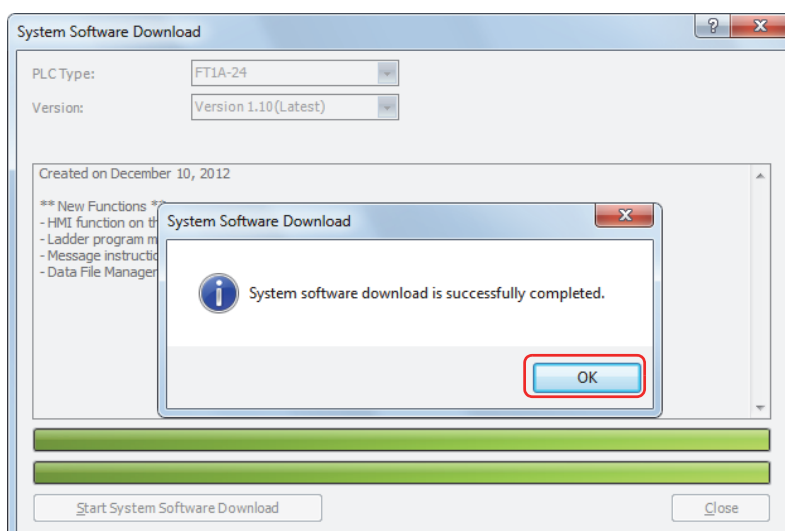 System Software Download
PLC Type:
FT1A-24
Version:
Version 1.10(Latest)
Created on December 10, 2012
** New Functions **
- HMI function on th
- Ladder program m
- Message instructio
- Data File Manager
System Software Download
System software download is successfully completed.
OK
Start System Software Download
Close